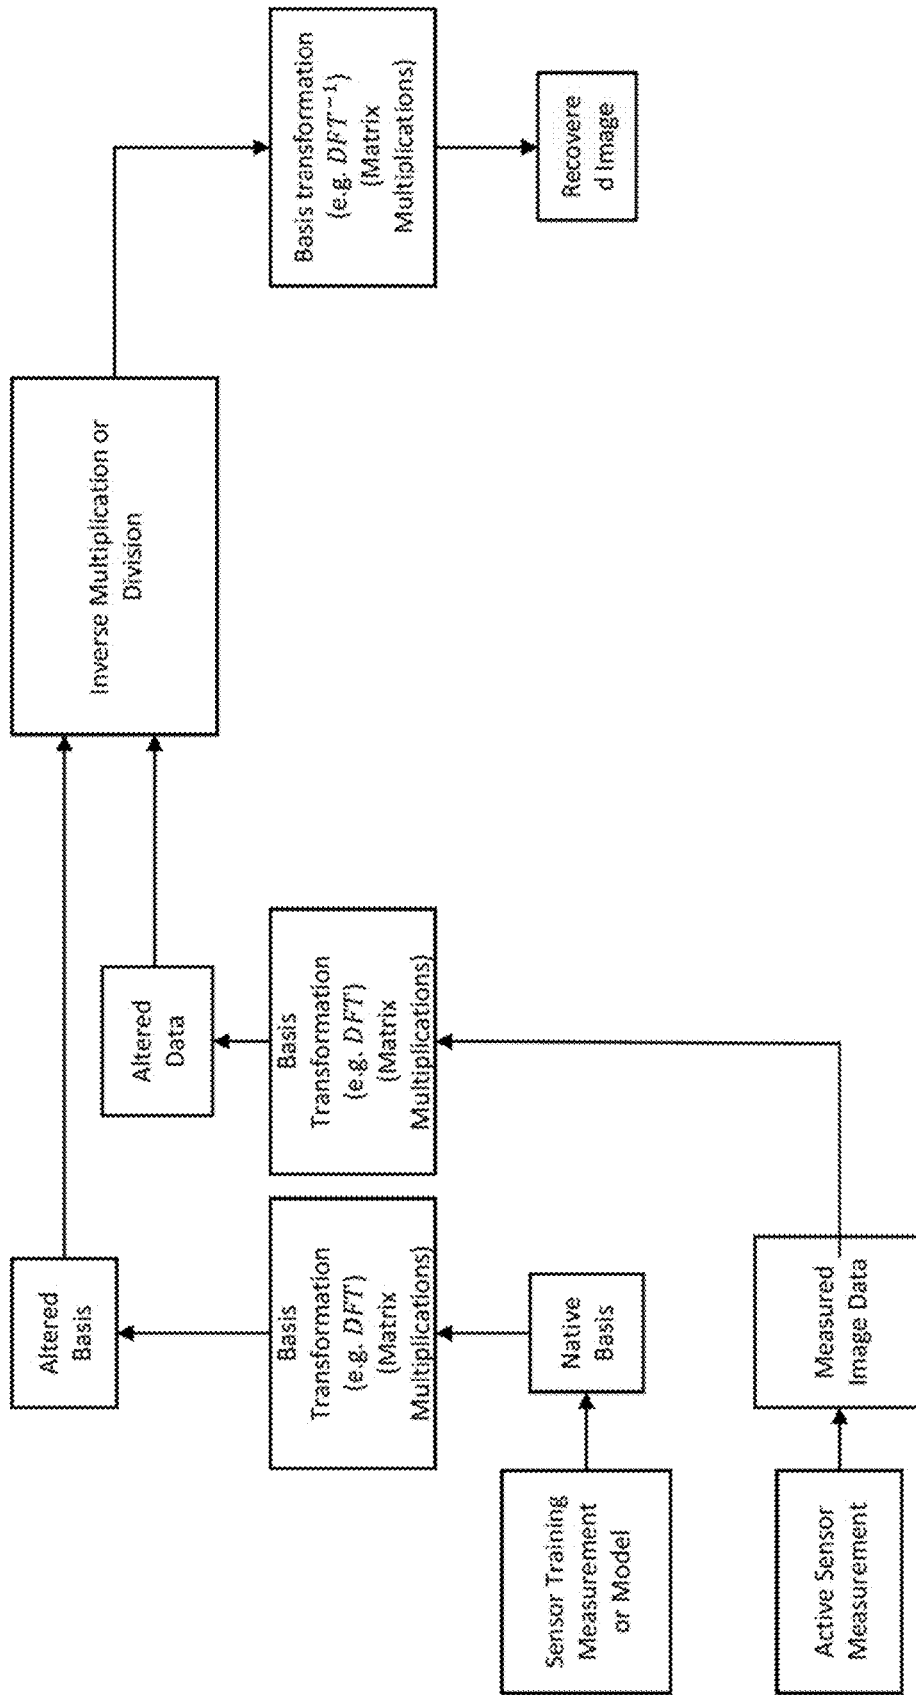 Sensor Training
Measurement
or Model
Native
Basis
Basis
Transformation
(e.g. DFT)
(Matrix
Multiplications)
Altered
Basis
Active Sensor
Measurement
Measured
Image Data
Basis
Transformation
(e.g. DFT)
(Matrix
Multiplications)
Altered
Data
Inverse Multiplication or
Division
Basis transformation
(e.g. DFT⁻¹)
(Matrix
Multiplications)
Recovere
d Image